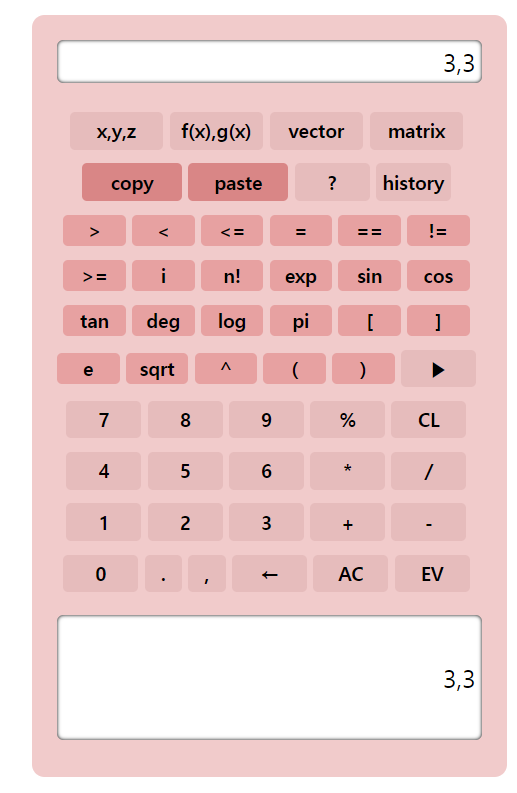 3,3
x,y,z f(x),g(x) vector matrix
copy paste ? history
> < <= = == !=
>= i n! exp sin cos
tan deg log pi [ ]
e sqrt ^ ( ) ▶
7 8 9 % CL
4 5 6 * /
1 2 3 + -
0 . , ← AC EV
3,3